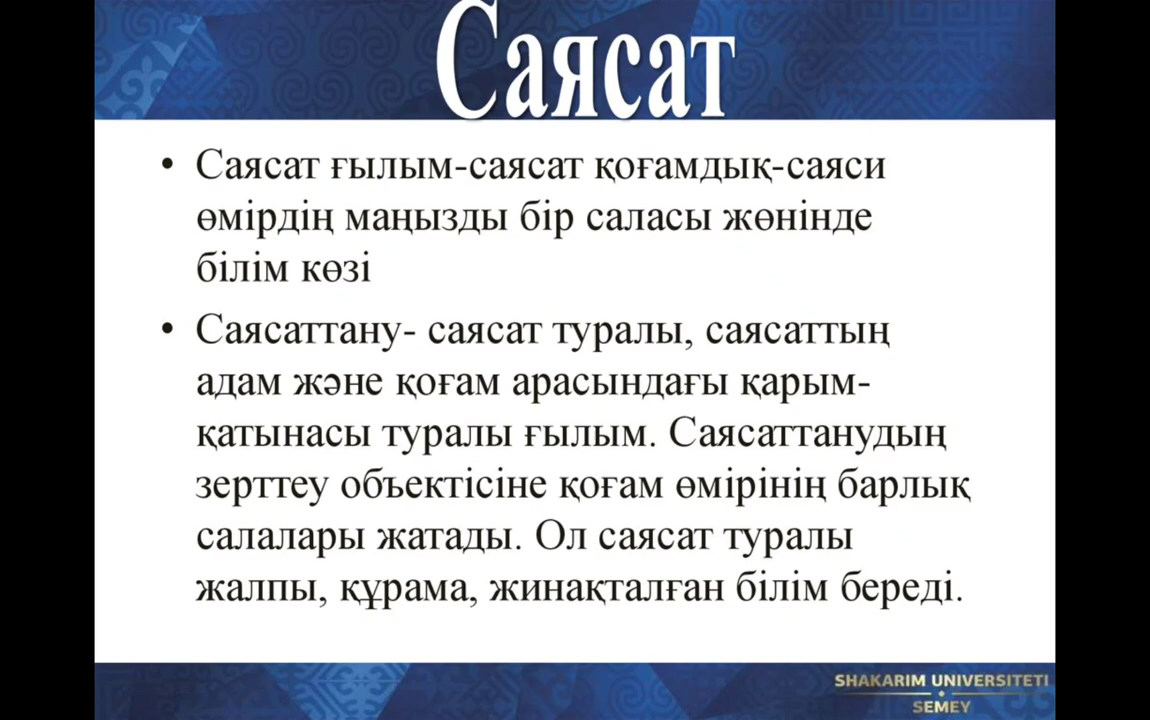 Саясат
• Саясат ғылым-саясат қоғамдық-саяси
өмірдің маңызды бір саласы жөнінде
білім көзі
• Саясаттану- саясат туралы, саясаттың
адам және қоғам арасындағы қарым-
қатынасы туралы ғылым. Саясаттанудың
зерттеу объектісіне қоғам өмірінің барлық
салалары жатады. Ол саясат туралы
жалпы, құрама, жинақталған білім береді.
SHAKARIM UNIVERSITETI
SEMEY